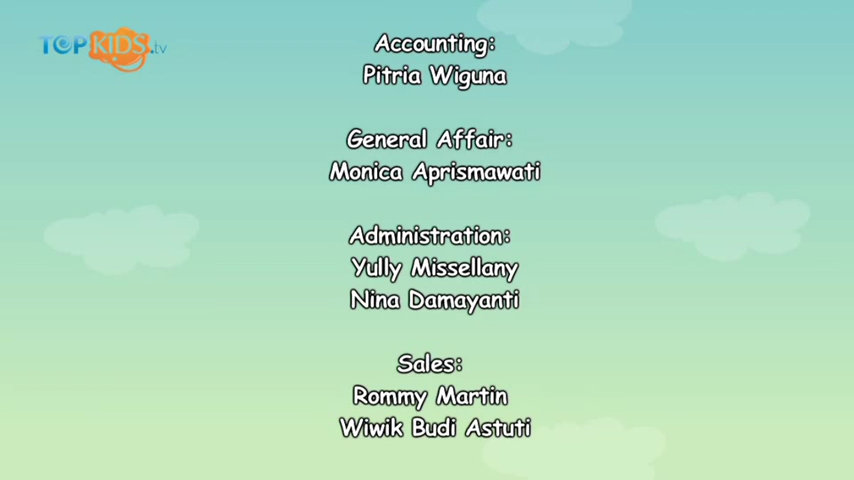 TOPKIDS.tv
Accounting:
Pitria Wiguna
General Affair:
Monica Aprismawati
Administration:
Yully Missellany
Nina Damayanti
Sales:
Rommy Martin
Wiwik Budi Astuti